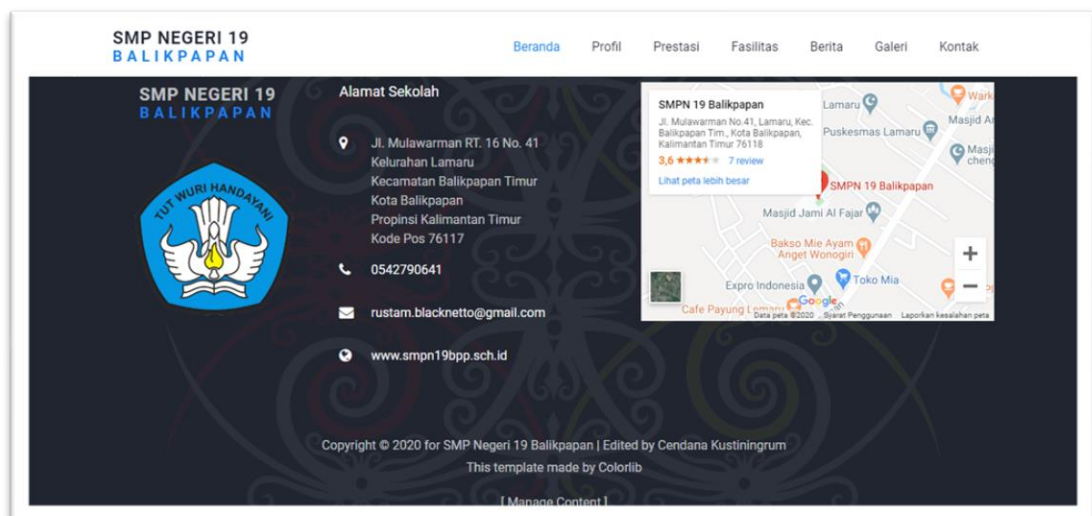 SMP NEGERI 19
BALIKPAPAN
Beranda Profil Prestasi Fasilitas Berita Galeri Kontak
SMP NEGERI 19
BALIKPAPAN
TUT WURI HANDAYANI
Alamat Sekolah
Jl. Mulawarman RT. 16 No. 41
Kelurahan Lamaru
Kecamatan Balikpapan Timur
Kota Balikpapan
Propinsi Kalimantan Timur
Kode Pos 76117
0542790641
rustam.blacknetto@gmail.com
www.smpn19bpp.sch.id
SMPN 19 Balikpapan
Jl. Mulawarman No.41, Lamaru, Kec.
Balikpapan Tim., Kota Balikpapan,
Kalimantan Timur 76118
3,6 7 review
Lihat peta lebih besar
Lamaru
Puskesmas Lamaru
Masjid
SMPN 19 Balikpapan
Masjid Jami Al Fajar
Bakso Mie Ayam
Anget Wonogiri
Toko Mia
Expro Indonesia
Cafe Payung Lamaru
Google
Data peta ©2020 Syarat Penggunaan Laporkan kesalahan peta
Copyright © 2020 for SMP Negeri 19 Balikpapan | Edited by Cendana Kustiningrum
This template made by Colorlib
[ Manage Content ]